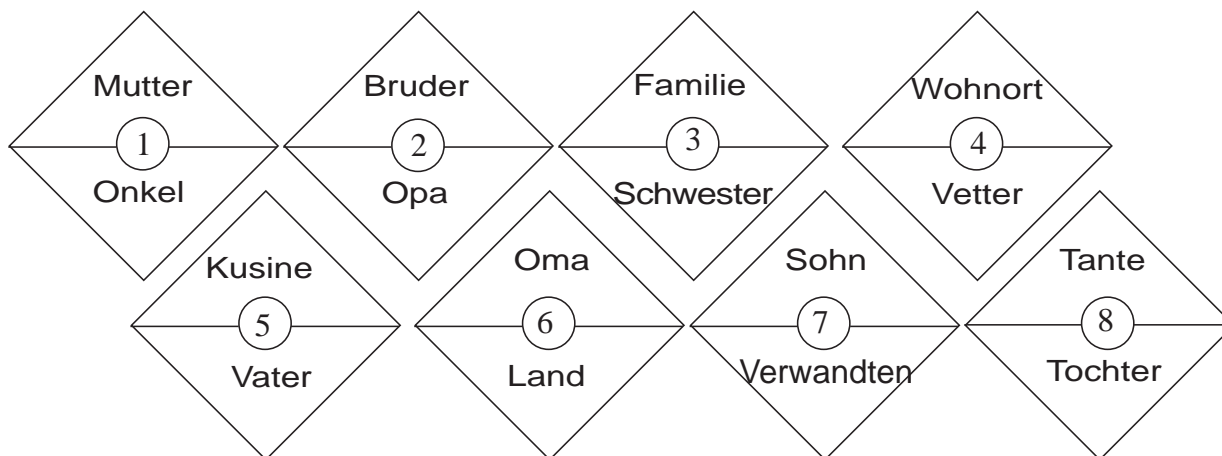 Mutter Bruder Familie Wohnort
1 2 3 4
Onkel Opa Schwester Vetter
Kusine Oma Sohn Tante
5 6 7 8
Vater Land Verwandten Tochter